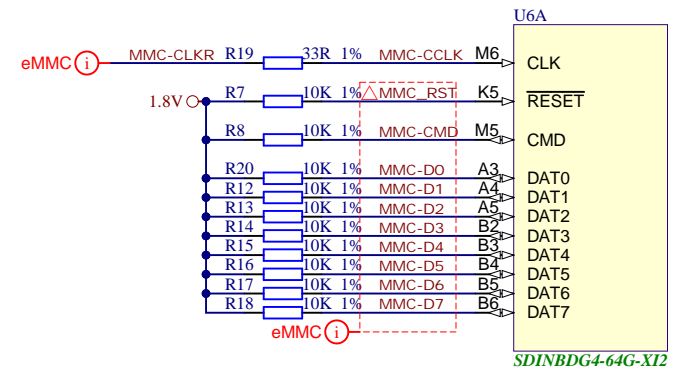 U6A
eMMC i MMC-CLKR R19 33R 1% MMC-CCLK M6 CLK
1.8V R7 10K 1% MMC_RST K5 RESET
R8 10K 1% MMC-CMD M5 CMD
R20 10K 1% MMC-D0 A3 DAT0
R12 10K 1% MMC-D1 A4 DAT1
R13 10K 1% MMC-D2 A5 DAT2
R14 10K 1% MMC-D3 B2 DAT3
R15 10K 1% MMC-D4 B3 DAT4
R16 10K 1% MMC-D5 B4 DAT5
R17 10K 1% MMC-D6 B5 DAT6
R18 10K 1% MMC-D7 B6 DAT7
eMMC i
SDINBDG4-64G-XI2